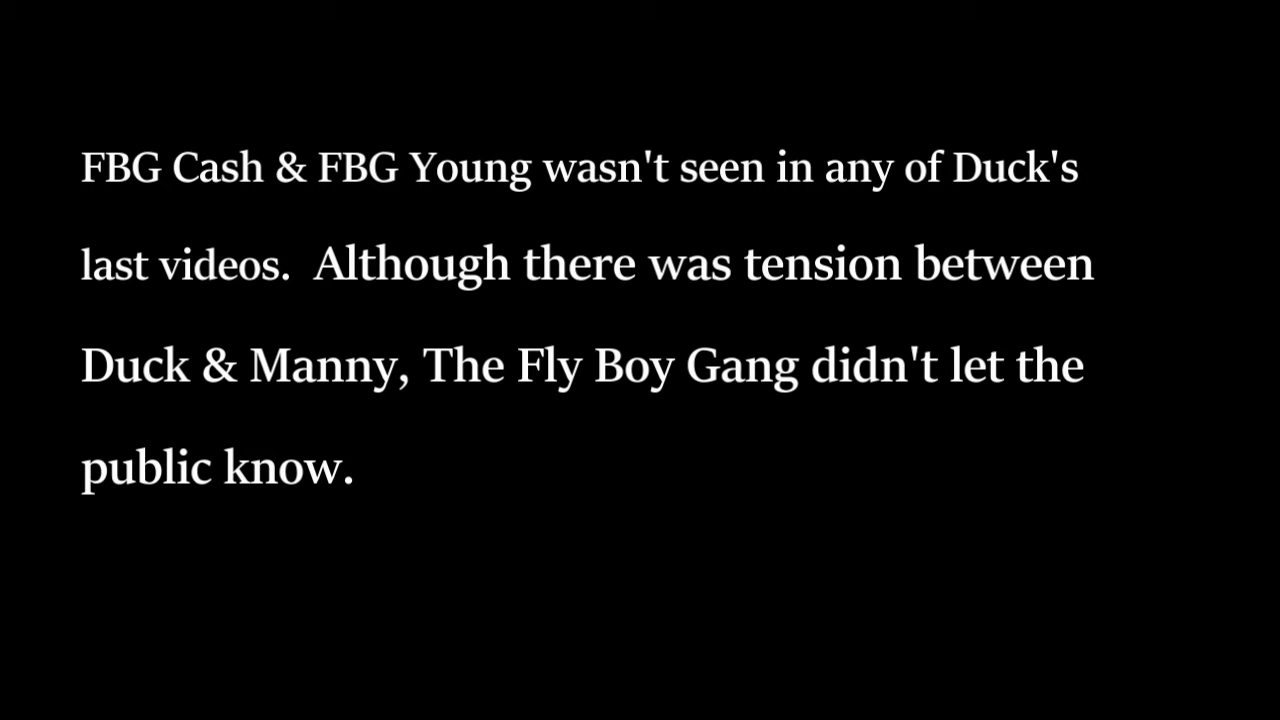 FBG Cash & FBG Young wasn't seen in any of Duck's
last videos.  Although there was tension between
Duck & Manny, The Fly Boy Gang didn't let the
public know.